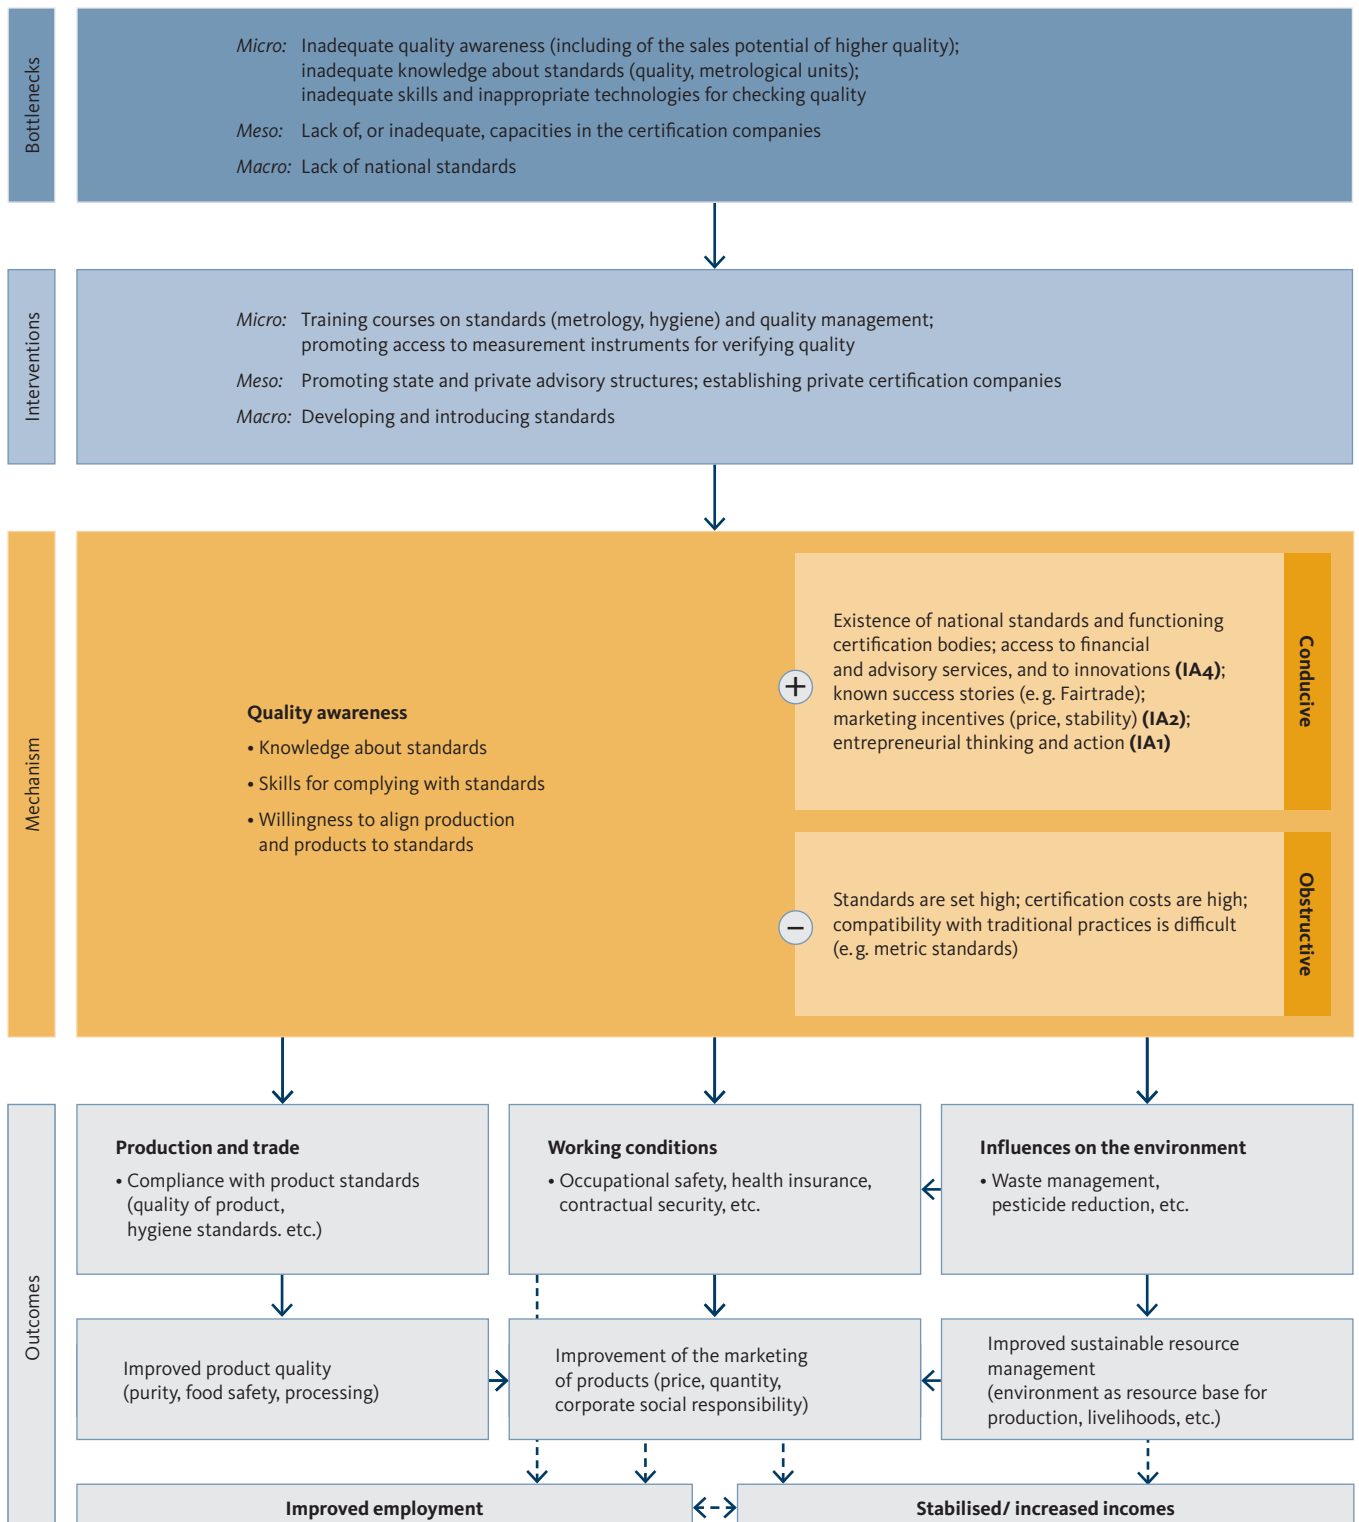 Bottlenecks
Micro: Inadequate quality awareness (including of the sales potential of higher quality);
inadequate knowledge about standards (quality, metrological units);
inadequate skills and inappropriate technologies for checking quality
Meso: Lack of, or inadequate, capacities in the certification companies
Macro: Lack of national standards
Interventions
Micro: Training courses on standards (metrology, hygiene) and quality management;
promoting access to measurement instruments for verifying quality
Meso: Promoting state and private advisory structures; establishing private certification companies
Macro: Developing and introducing standards
Mechanism
Quality awareness
• Knowledge about standards
• Skills for complying with standards
• Willingness to align production
and products to standards
+
Existence of national standards and functioning
certification bodies; access to financial
and advisory services, and to innovations (IA4);
known success stories (e. g. Fairtrade);
marketing incentives (price, stability) (IA2);
entrepreneurial thinking and action (IA1)
Conducive
−
Standards are set high; certification costs are high;
compatibility with traditional practices is difficult
(e. g. metric standards)
Obstructive
Outcomes
Production and trade
• Compliance with product standards
(quality of product,
hygiene standards. etc.)
Working conditions
• Occupational safety, health insurance,
contractual security, etc.
Influences on the environment
• Waste management,
pesticide reduction, etc.
Improved product quality
(purity, food safety, processing)
Improvement of the marketing
of products (price, quantity,
corporate social responsibility)
Improved sustainable resource
management
(environment as resource base for
production, livelihoods, etc.)
Improved employment
Stabilised/ increased incomes